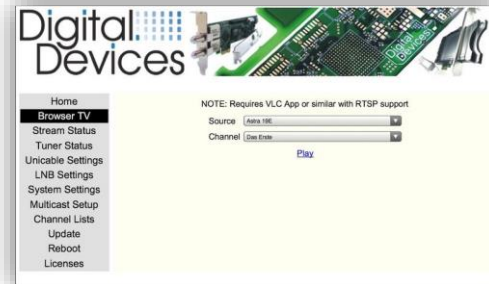 Digital
Devices
Home
Browser TV
Stream Status
Tuner Status
Unicable Settings
LNB Settings
System Settings
Multicast Setup
Channel Lists
Update
Reboot
Licenses
NOTE: Requires VLC App or similar with RTSP support
Source Astra 19E
Channel Das Erste
Play